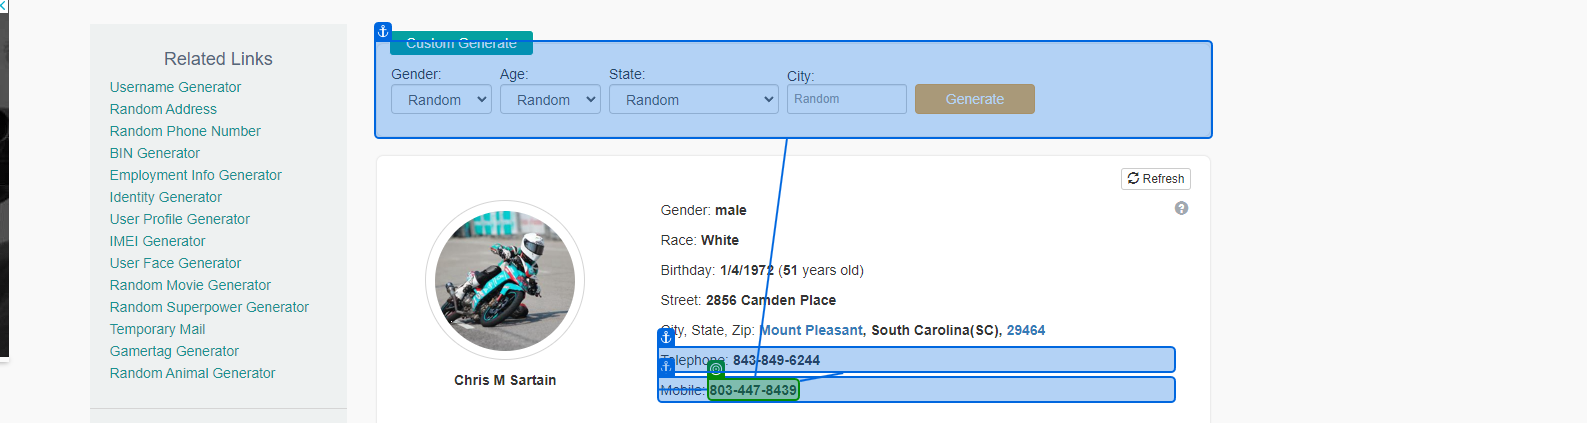 Related Links
Username Generator
Random Address
Random Phone Number
BIN Generator
Employment Info Generator
Identity Generator
User Profile Generator
IMEI Generator
User Face Generator
Random Movie Generator
Random Superpower Generator
Temporary Mail
Gamertag Generator
Random Animal Generator
Custom Generate
Gender: Age: State: City:
Random Random Random Random Generate
Refresh
Gender: male
Race: White
Birthday: 1/4/1972 (51 years old)
Street: 2856 Camden Place
City, State, Zip: Mount Pleasant, South Carolina(SC), 29464
Telephone: 843-849-6244
Mobile: 803-447-8439
Chris M Sartain